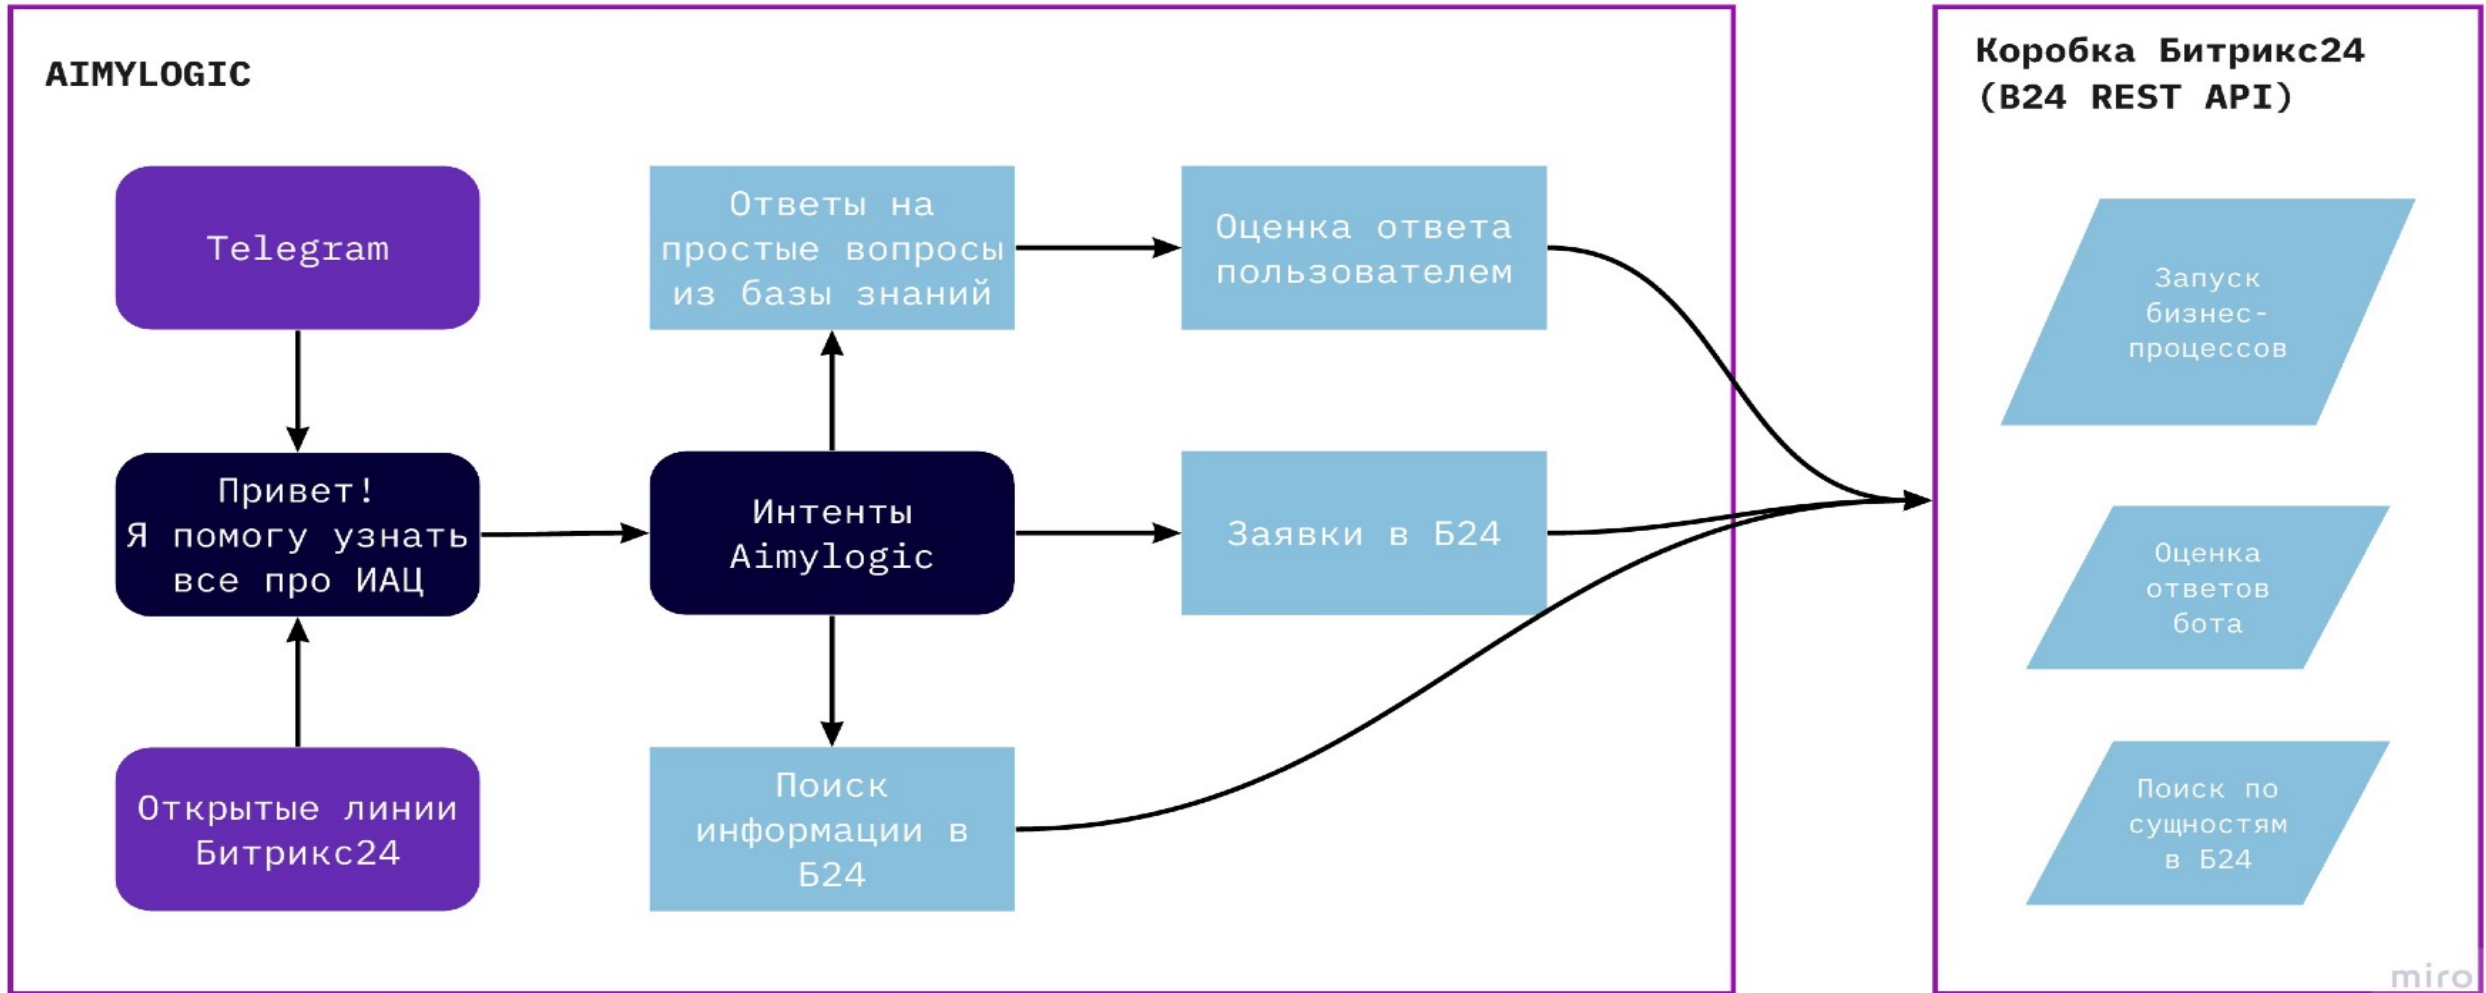 AIMYLOGIC
Telegram
Привет!
Я помогу узнать
все про ИАЦ
Открытые линии
Битрикс24
Ответы на
простые вопросы
из базы знаний
Интенты
Aimylogic
Поиск
информации в
Б24
Оценка ответа
пользователем
Заявки в Б24
Коробка Битрикс24
(B24 REST API)
Запуск
бизнес-
процессов
Оценка
ответов
бота
Поиск по
сущностям
в Б24
miro